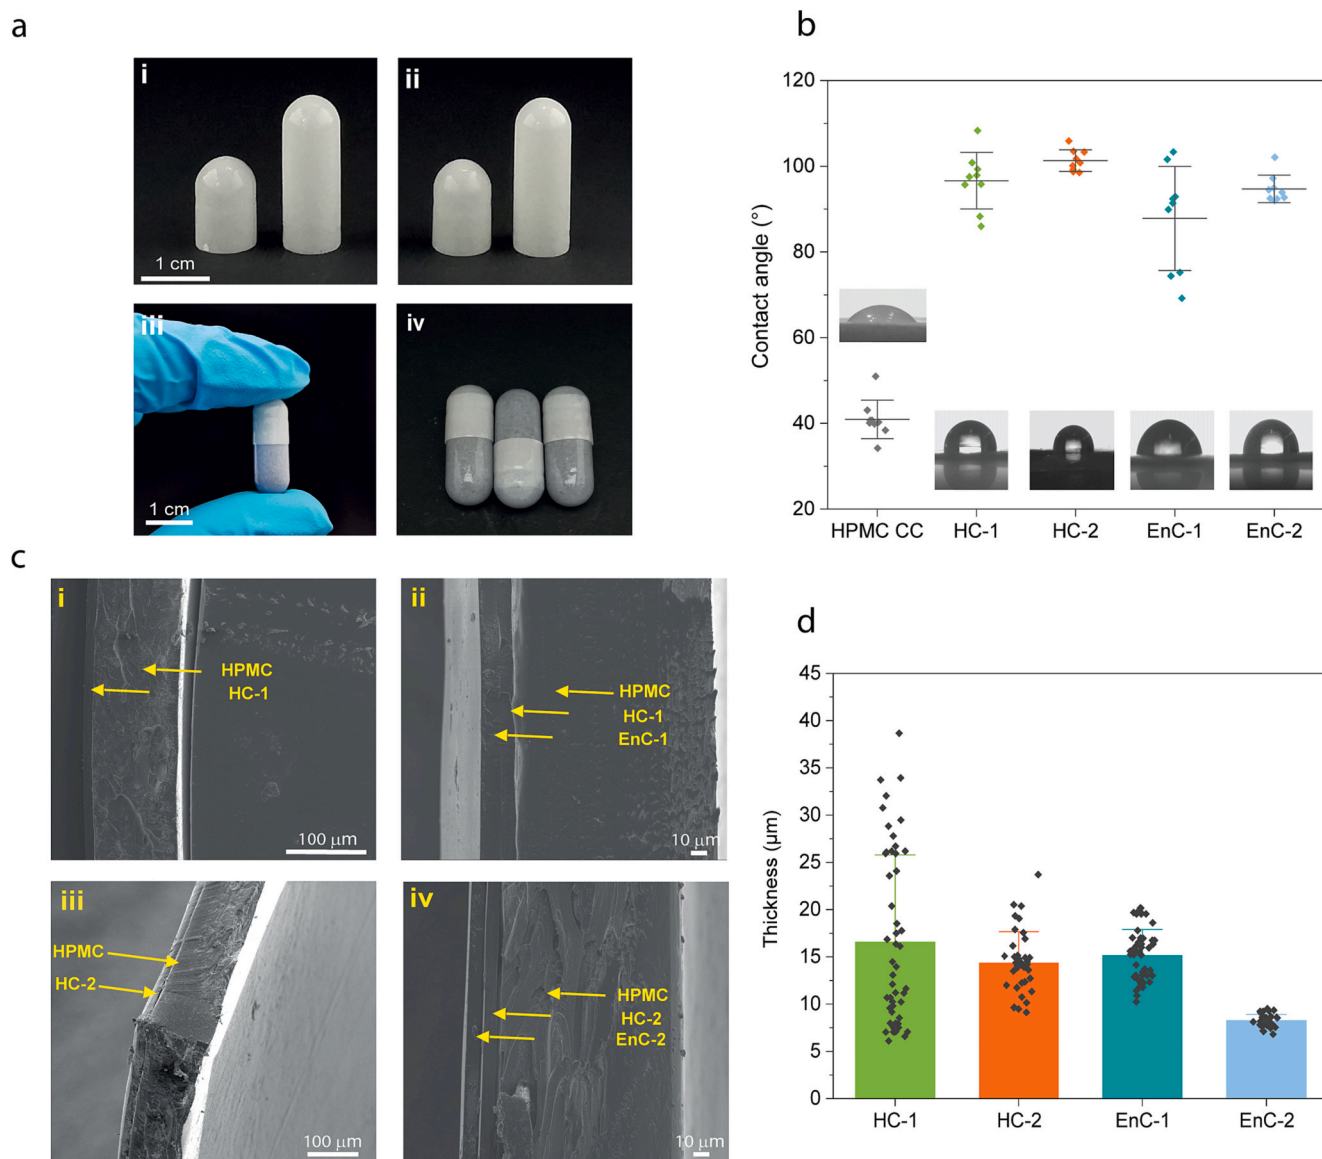 a
i
ii
1 cm
iii
iv
1 cm
b
Contact angle (°)
120
100
80
60
40
20
HPMC CC
HC-1
HC-2
EnC-1
EnC-2
c
i
HPMC
HC-1
100 µm
ii
HPMC
HC-1
EnC-1
10 µm
iii
HPMC
HC-2
100 µm
iv
HPMC
HC-2
EnC-2
10 µm
d
Thickness (µm)
45
40
35
30
25
20
15
10
5
0
HC-1
HC-2
EnC-1
EnC-2